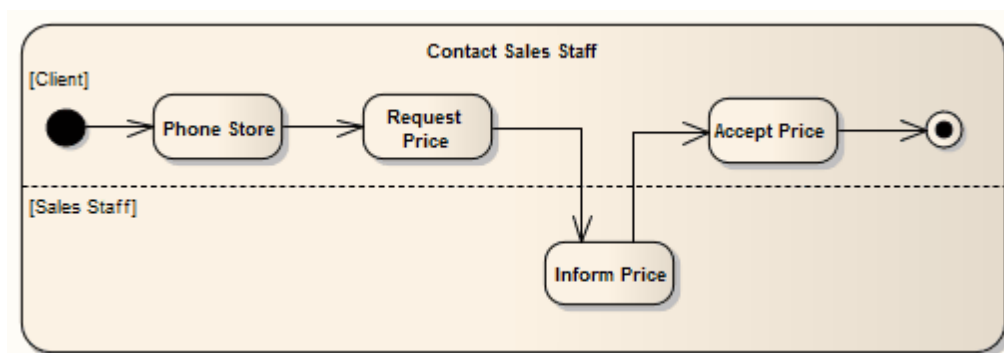 Contact Sales Staff
[Client]
Phone Store
Request
Price
Accept Price
[Sales Staff]
Inform Price